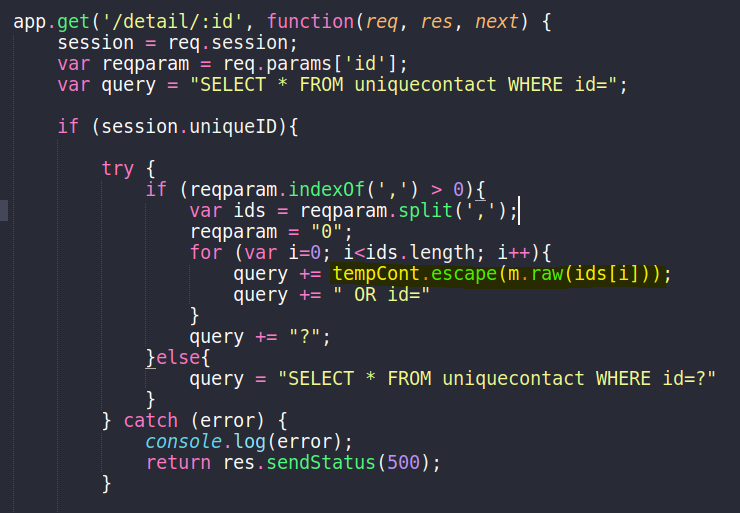 app.get('/detail/:id', function(req, res, next) {
    session = req.session;
    var reqparam = req.params['id'];
    var query = "SELECT * FROM uniquecontact WHERE id=";

    if (session.uniqueID){

        try {
            if (reqparam.indexOf(',') > 0){
                var ids = reqparam.split(',');
                reqparam = "0";
                for (var i=0; i<ids.length; i++){
                    query += tempCont.escape(m.raw(ids[i]));
                    query += " OR id="
                }
                query += "?";
            }else{
                query = "SELECT * FROM uniquecontact WHERE id=?"
            }
        } catch (error) {
            console.log(error);
            return res.sendStatus(500);
        }